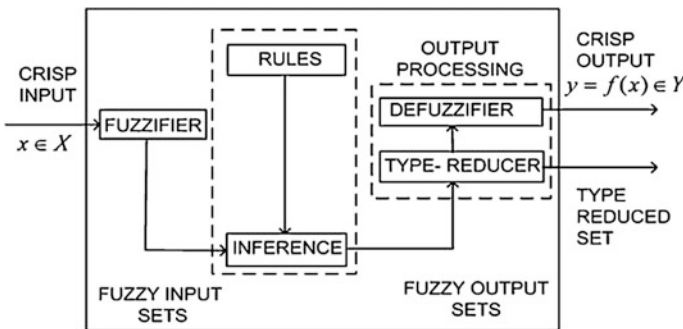 CRISP
INPUT
x ∈ X
FUZZIFIER
RULES
INFERENCE
FUZZY INPUT
SETS
OUTPUT
PROCESSING
DEFUZZIFIER
TYPE- REDUCER
FUZZY OUTPUT
SETS
CRISP
OUTPUT
y = f(x) ∈ Y
TYPE
REDUCED
SET